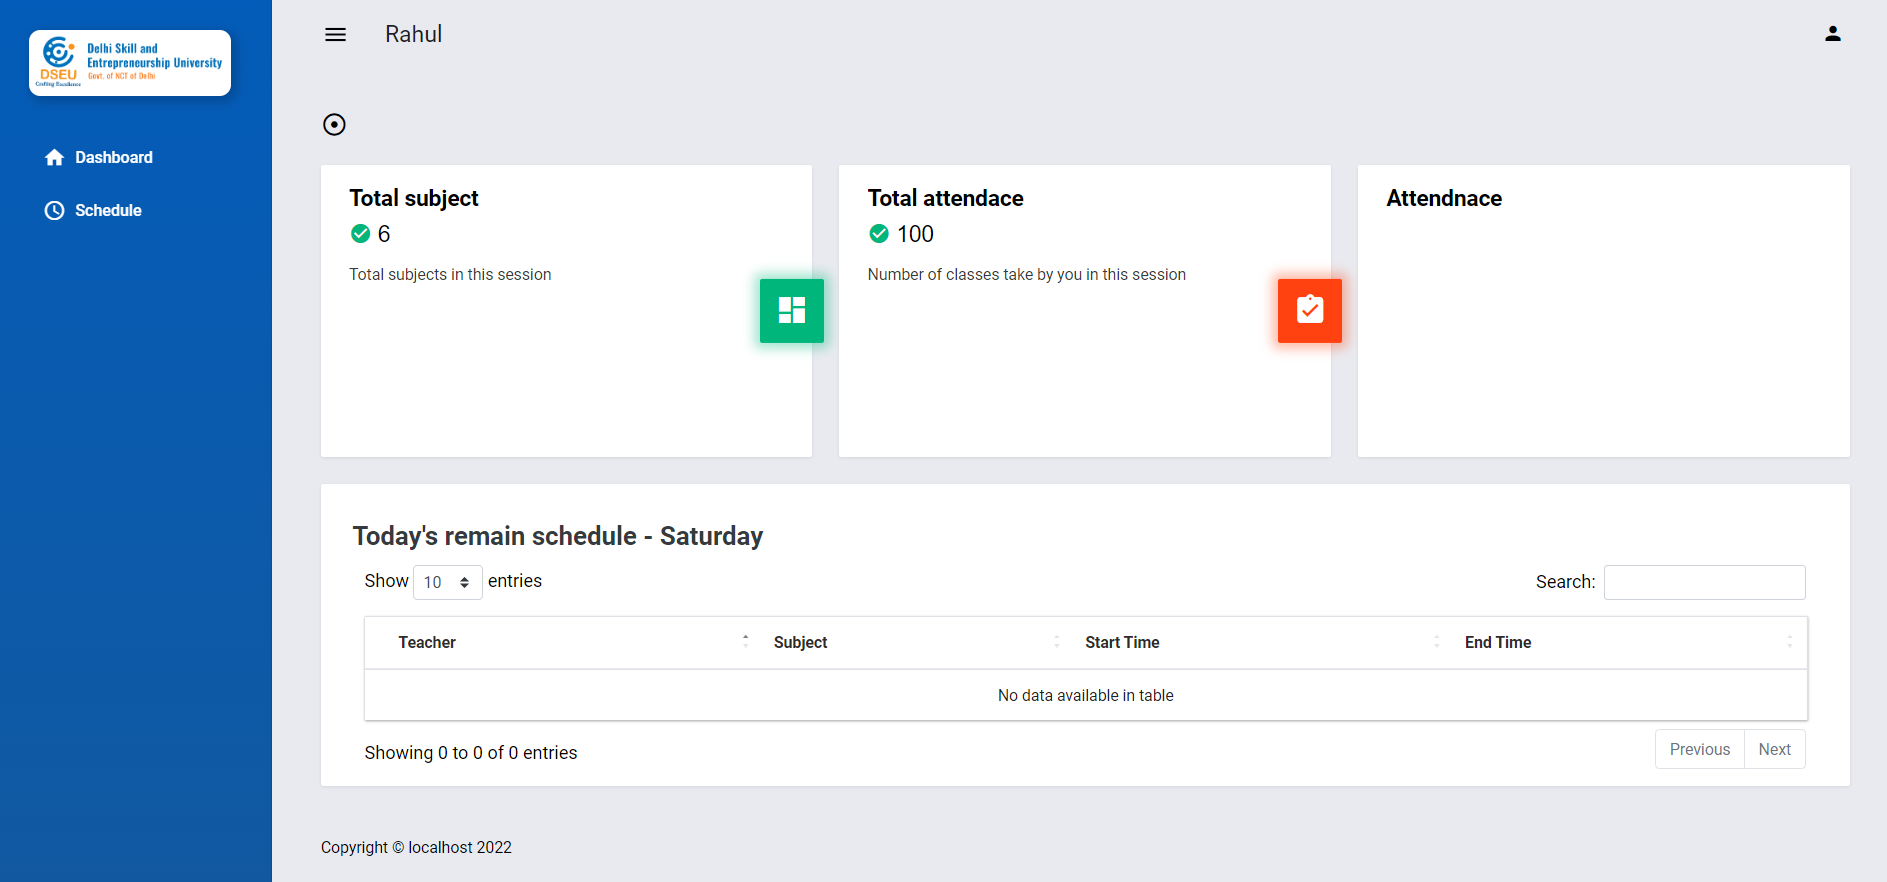 Delhi Skill and
Entrepreneurship University
Govt. of NCT of Delhi
DSEU
Crafting Excellence
Rahul
Dashboard
Schedule
Total subject
6
Total subjects in this session
Total attendace
100
Number of classes take by you in this session
Attendnace
Today's remain schedule - Saturday
Show 10 entries
Search:
Teacher Subject Start Time End Time
No data available in table
Showing 0 to 0 of 0 entries
Previous Next
Copyright © localhost 2022